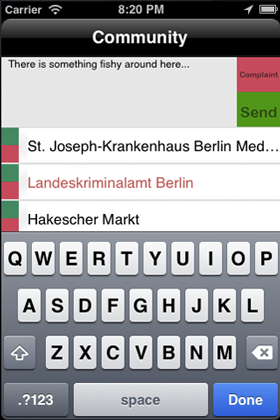 Carrier 8:20 PM
Community
There is something fishy around here...
Complaint
Send
St. Joseph-Krankenhaus Berlin Med...
Landeskriminalamt Berlin
Hakescher Markt
Q W E R T Y U I O P
A S D F G H J K L
Z X C V B N M
.?123 space Done